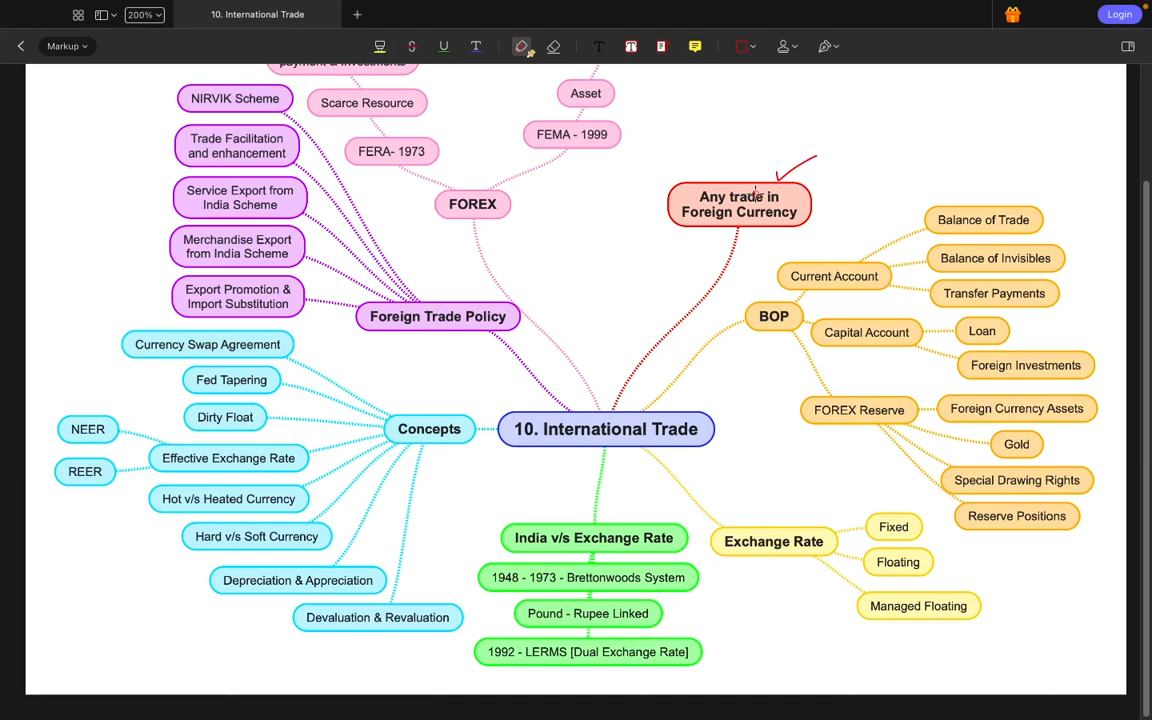 200%
10. International Trade
Login
Markup
payment & investments
NIRVIK Scheme
Scarce Resource
Asset
Trade Facilitation
and enhancement
FERA- 1973
FEMA - 1999
Service Export from
India Scheme
FOREX
Any trade in
Foreign Currency
Merchandise Export
from India Scheme
Export Promotion &
Import Substitution
Foreign Trade Policy
Balance of Trade
Balance of Invisibles
Current Account
Transfer Payments
BOP
Capital Account
Loan
Foreign Investments
FOREX Reserve
Foreign Currency Assets
Gold
Special Drawing Rights
Reserve Positions
Currency Swap Agreement
Fed Tapering
Dirty Float
Concepts
10. International Trade
NEER
Effective Exchange Rate
REER
Hot v/s Heated Currency
Hard v/s Soft Currency
Depreciation & Appreciation
Devaluation & Revaluation
India v/s Exchange Rate
1948 - 1973 - Brettonwoods System
Pound - Rupee Linked
1992 - LERMS [Dual Exchange Rate]
Exchange Rate
Fixed
Floating
Managed Floating